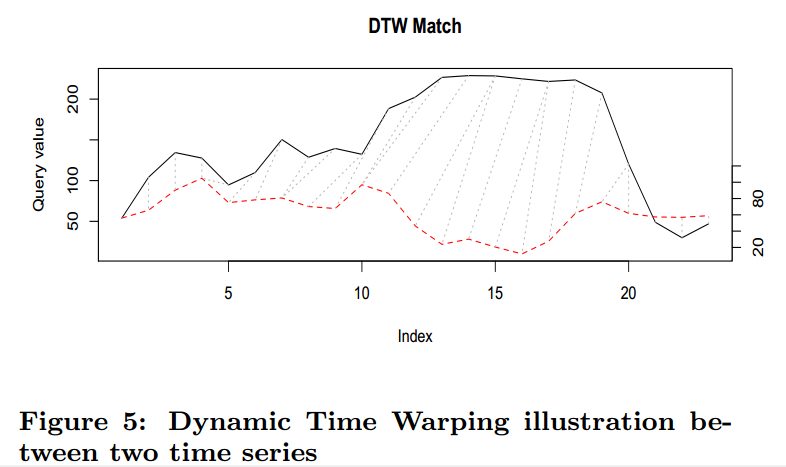 DTW Match
Query value
200
100
50
80
20
5 10 15 20
Index
Figure 5: Dynamic Time Warping illustration be-
tween two time series